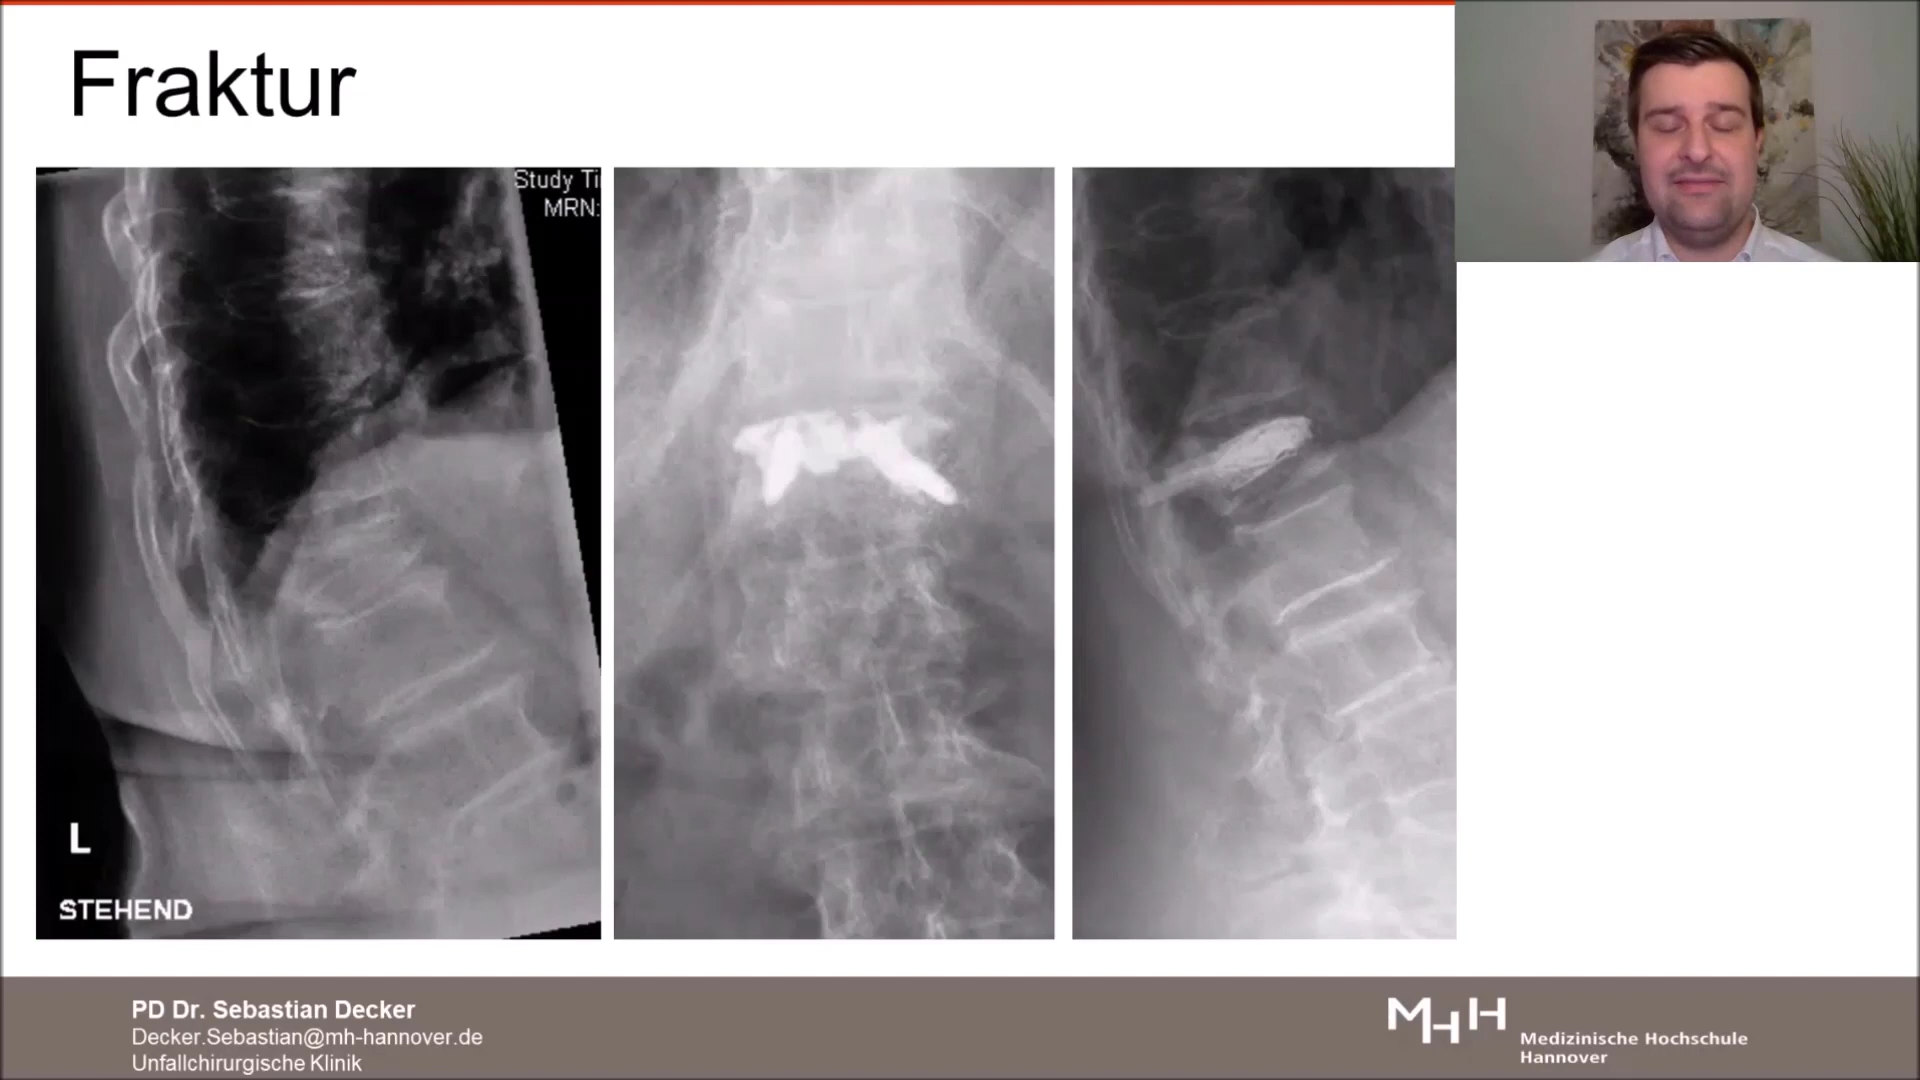 Fraktur
Study Ti
MRN:
L
STEHEND
PD Dr. Sebastian Decker
Decker.Sebastian@mh-hannover.de
Unfallchirurgische Klinik
MHH
Medizinische Hochschule
Hannover